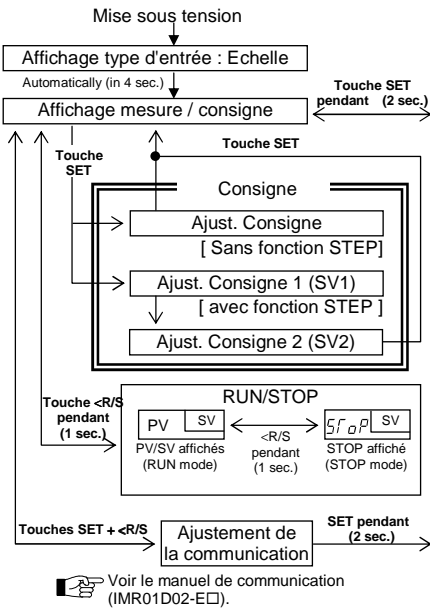 Mise sous tension
Affichage type d'entrée : Echelle
Automatically (in 4 sec.)
Affichage mesure / consigne
Touche SET
pendant (2 sec.)
Touche
SET
Touche SET
Consigne
Ajust. Consigne
[ Sans fonction STEP]
Ajust. Consigne 1 (SV1)
[ avec fonction STEP ]
Ajust. Consigne 2 (SV2)
Touche <R/S
pendant
(1 sec.)
RUN/STOP
PV
SV
PV/SV affichés
(RUN mode)
<R/S
pendant
(1 sec.)
SToP
SV
STOP affiché
(STOP mode)
Touches SET + <R/S
Ajustement de
la communication
SET pendant
(2 sec.)
Voir le manuel de communication
(IMR01D02-E□).